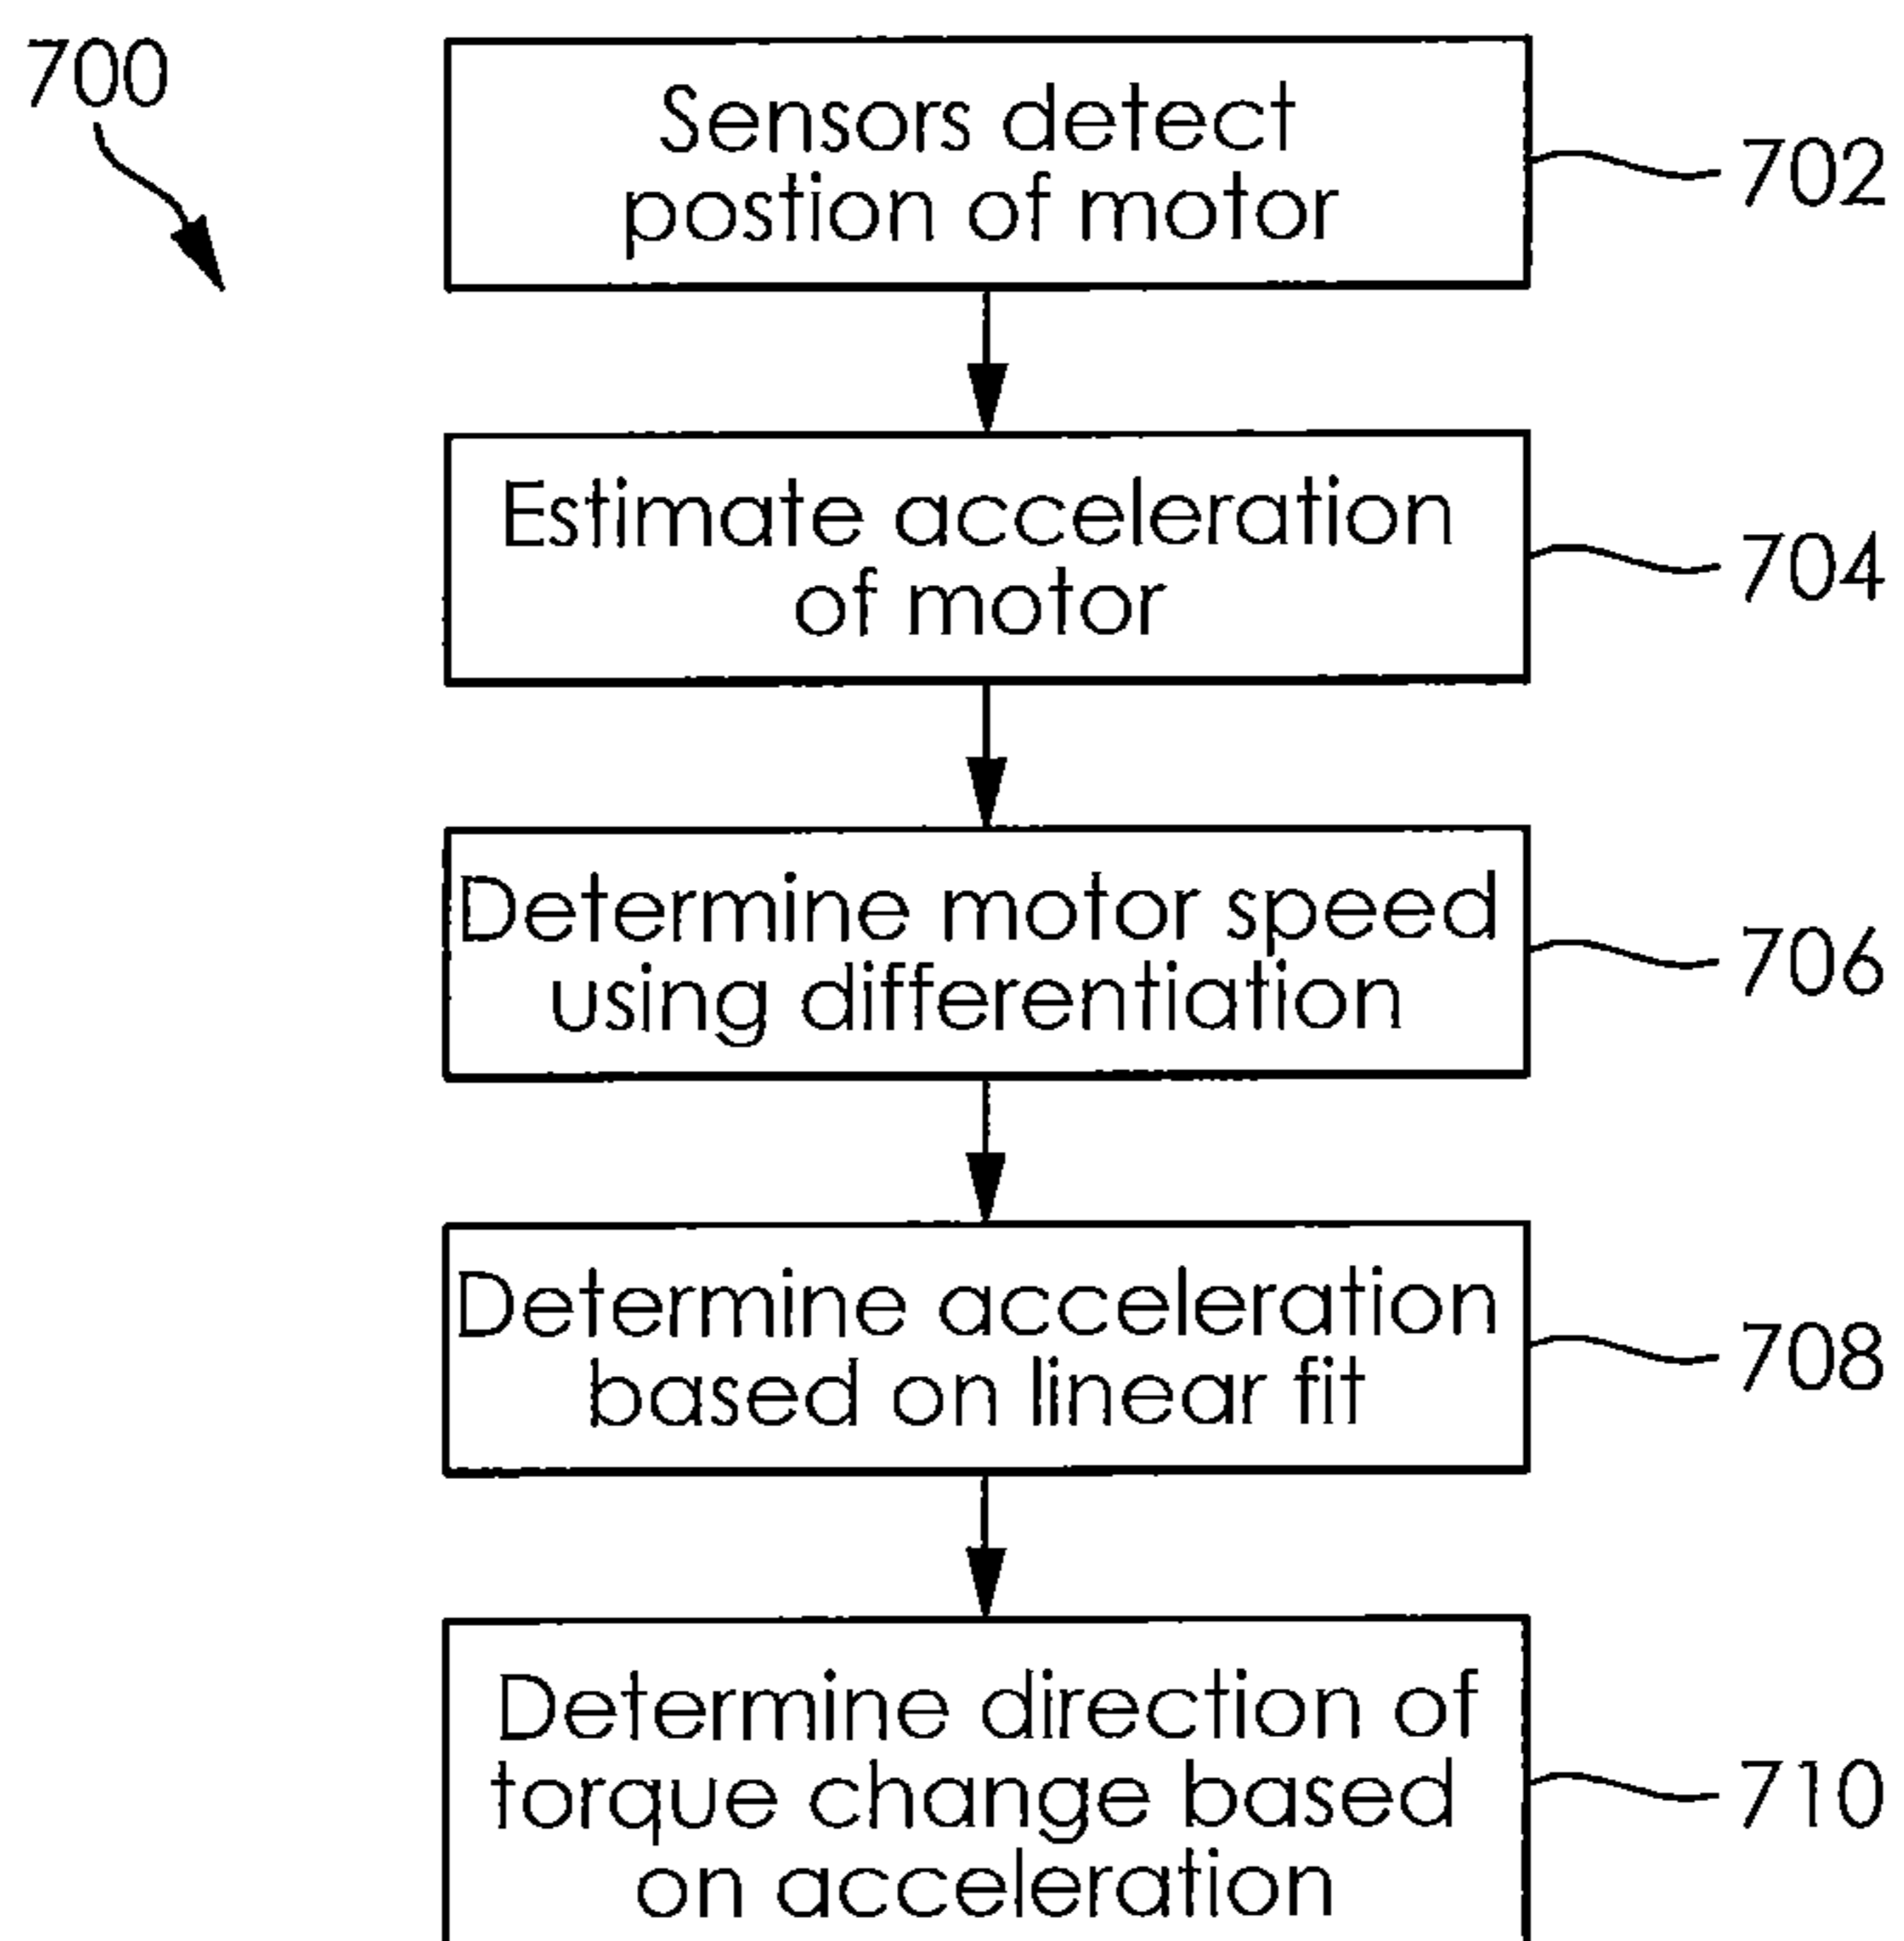 700
Sensors detect
postion of motor
702
Estimate acceleration
of motor
704
Determine motor speed
using differentiation
706
Determine acceleration
based on linear fit
708
Determine direction of
torque change based
on acceleration
710